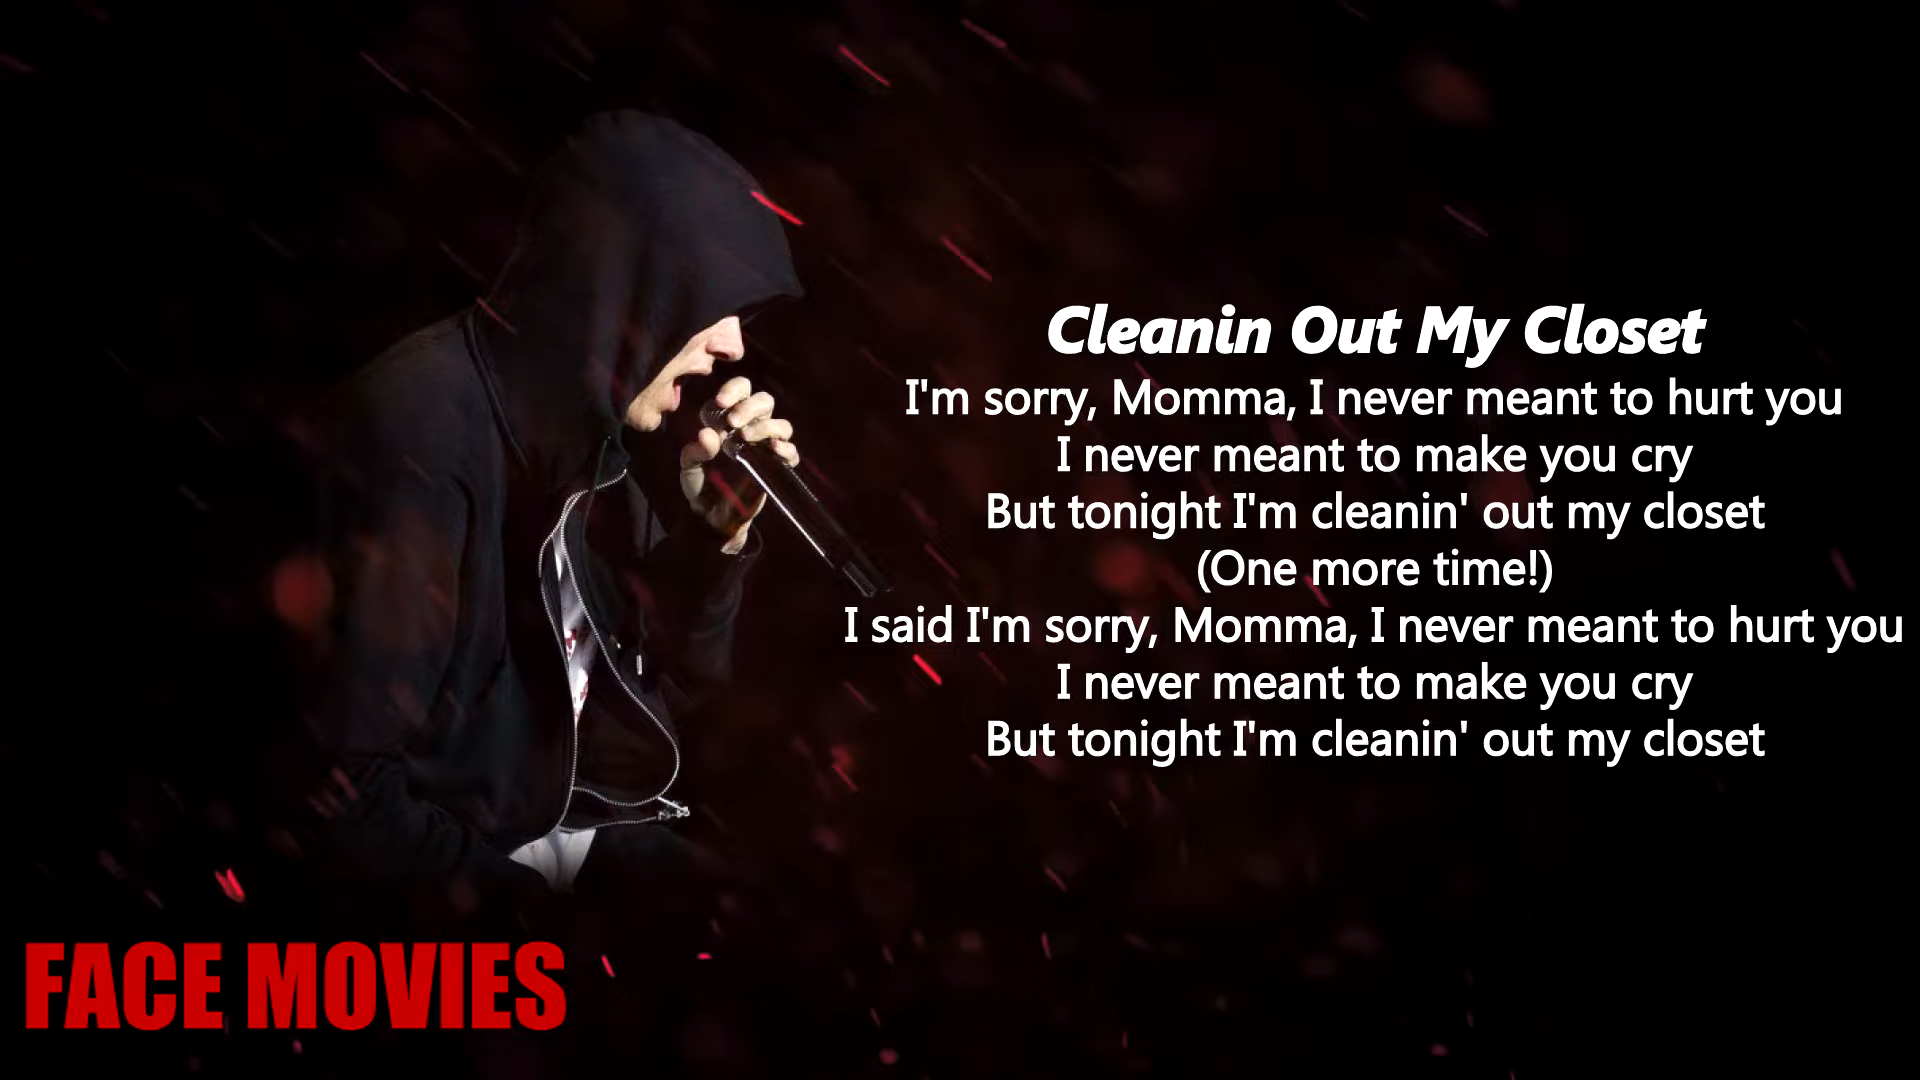 Cleanin Out My Closet
I'm sorry, Momma, I never meant to hurt you
I never meant to make you cry
But tonight I'm cleanin' out my closet
(One more time!)
I said I'm sorry, Momma, I never meant to hurt you
I never meant to make you cry
But tonight I'm cleanin' out my closet
FACE MOVIES